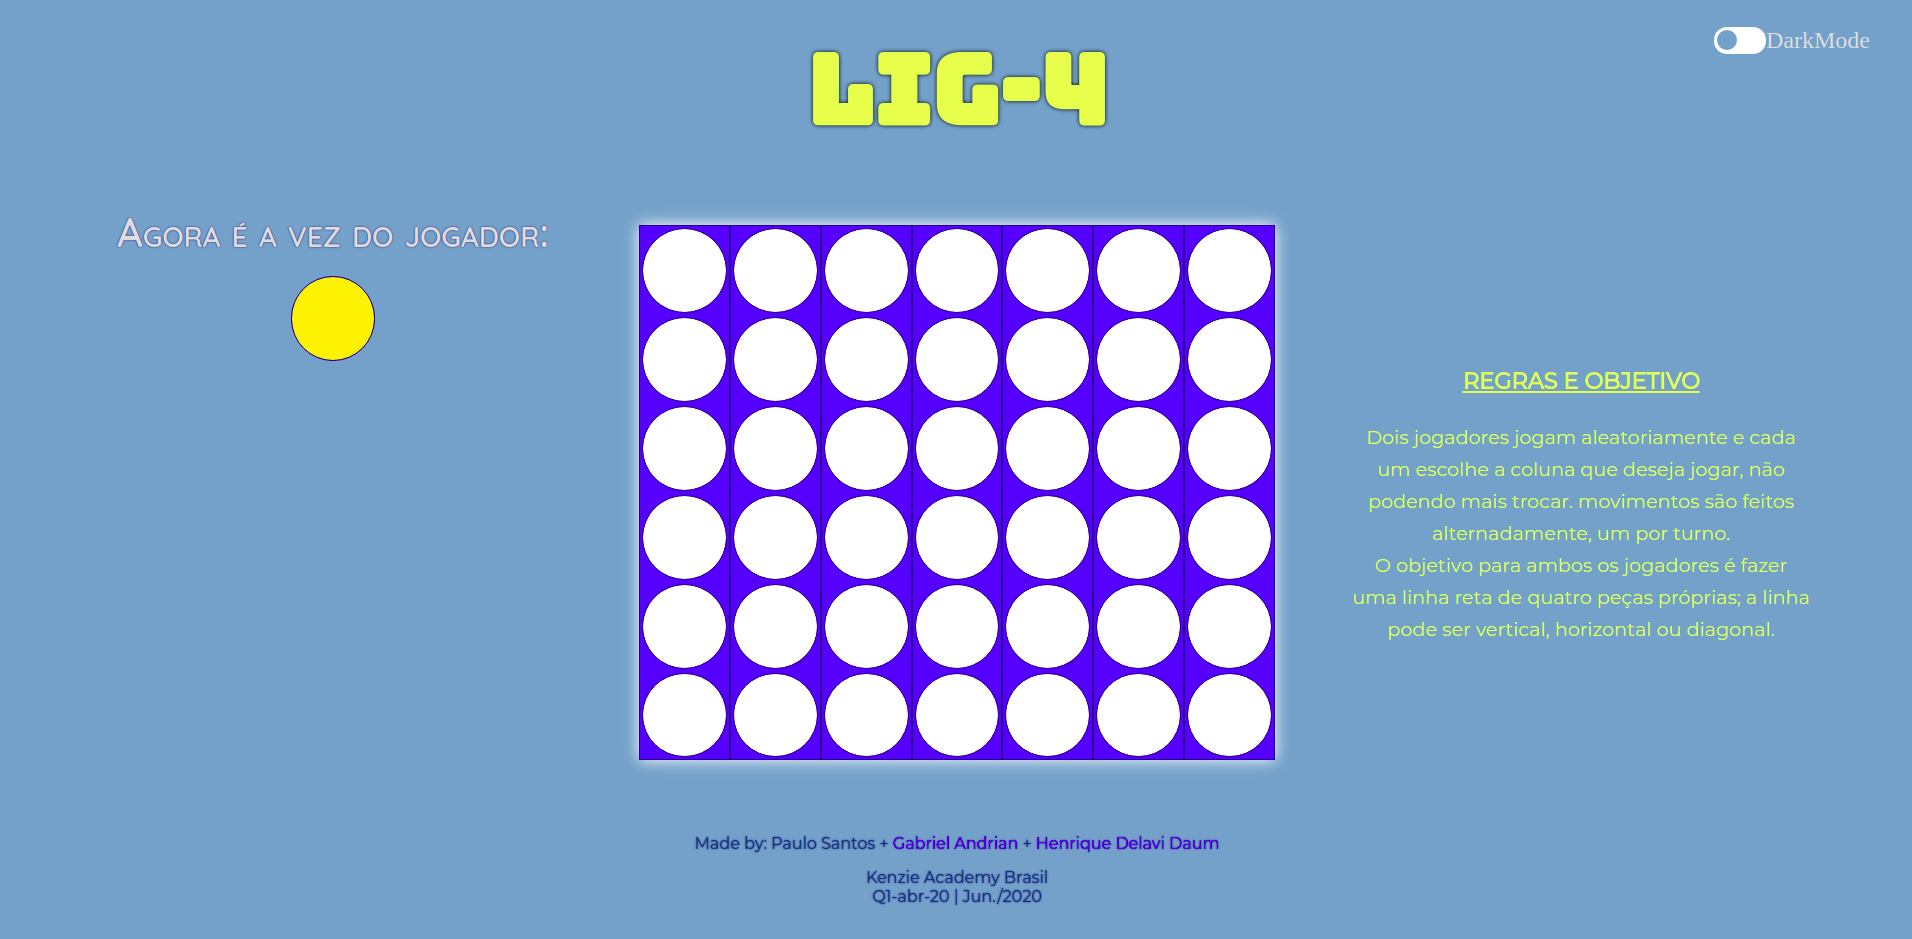 DarkMode
LIG-4
Agora é a vez do jogador:
REGRAS E OBJETIVO
Dois jogadores jogam aleatoriamente e cada
um escolhe a coluna que deseja jogar, não
podendo mais trocar. movimentos são feitos
alternadamente, um por turno.
O objetivo para ambos os jogadores é fazer
uma linha reta de quatro peças próprias; a linha
pode ser vertical, horizontal ou diagonal.
Made by: Paulo Santos + Gabriel Andrian + Henrique Delavi Daum
Kenzie Academy Brasil
Q1-abr-20 | Jun./2020